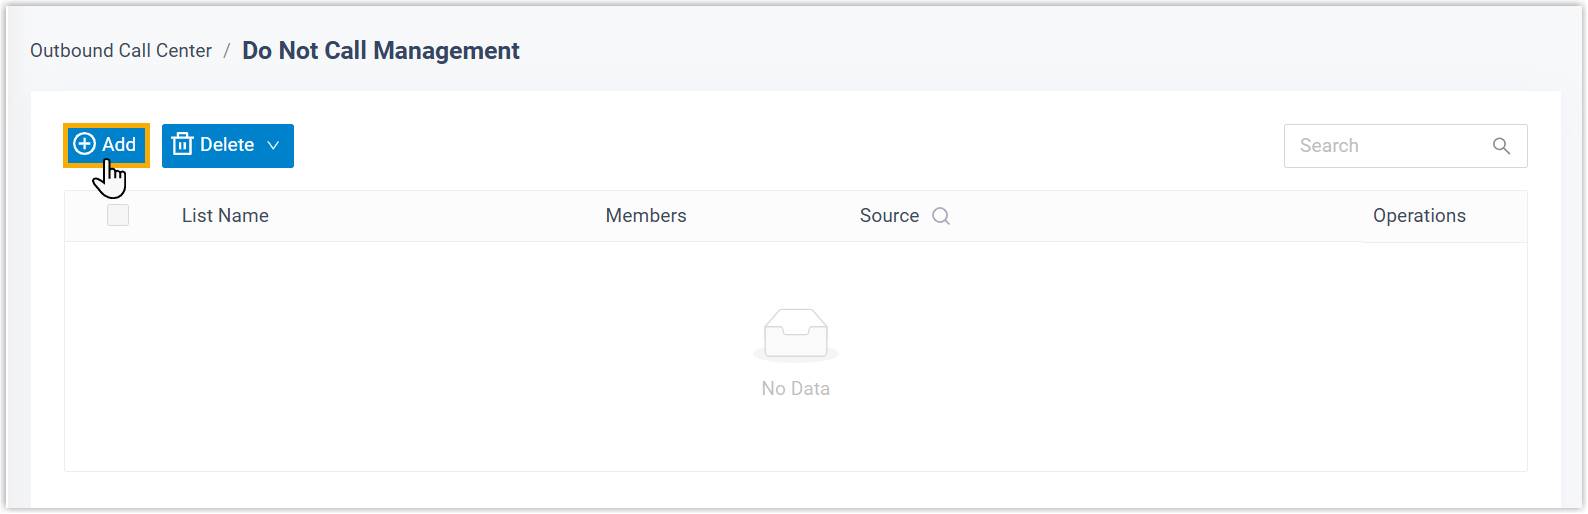 Outbound Call Center / Do Not Call Management
Add Delete Search
List Name Members Source Operations
No Data